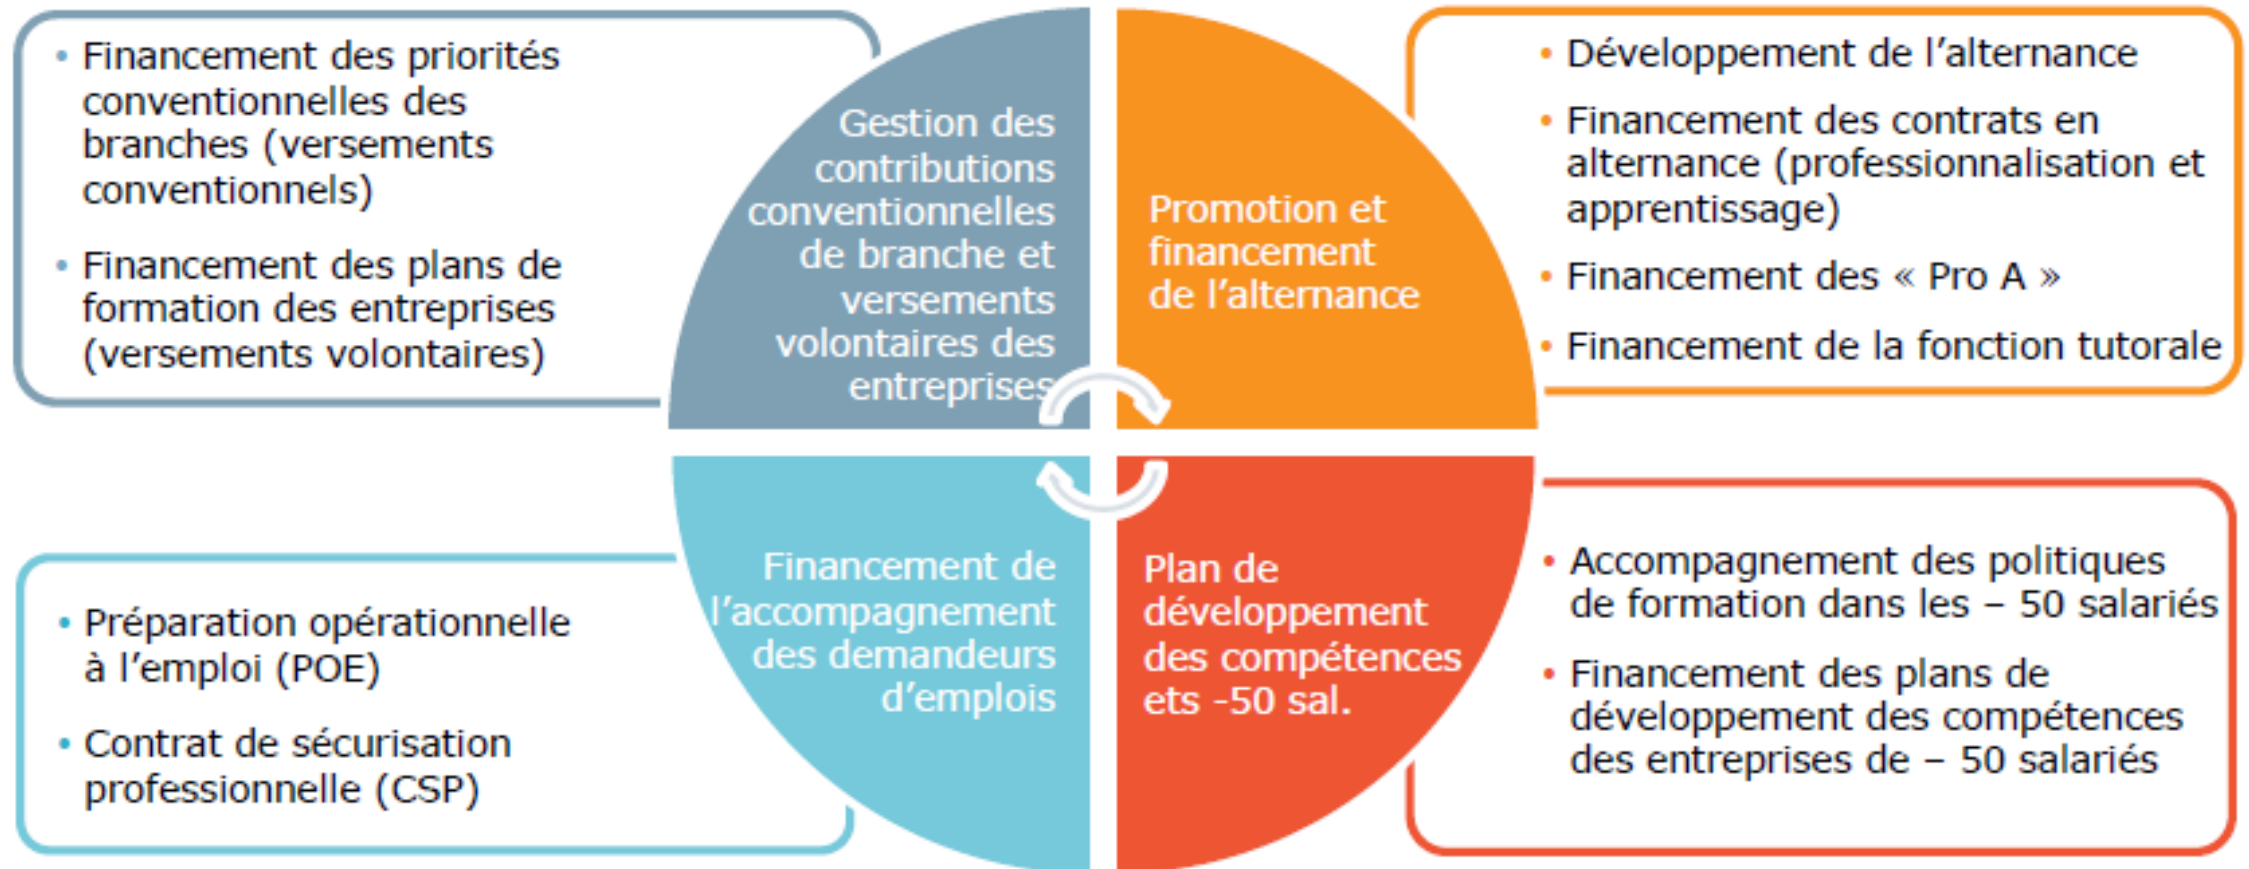 • Financement des priorités
conventionnelles des
branches (versements
conventionnels)
• Financement des plans de
formation des entreprises
(versements volontaires)
Gestion des
contributions
conventionnelles
de branche et
versements
volontaires des
entreprises
Promotion et
financement
de l’alternance
• Développement de l’alternance
• Financement des contrats en
alternance (professionnalisation et
apprentissage)
• Financement des « Pro A »
• Financement de la fonction tutorale
• Préparation opérationnelle
à l’emploi (POE)
• Contrat de sécurisation
professionnelle (CSP)
Financement de
l’accompagnement
des demandeurs
d’emplois
Plan de
développement
des compétences
ets -50 sal.
• Accompagnement des politiques
de formation dans les – 50 salariés
• Financement des plans de
développement des compétences
des entreprises de – 50 salariés